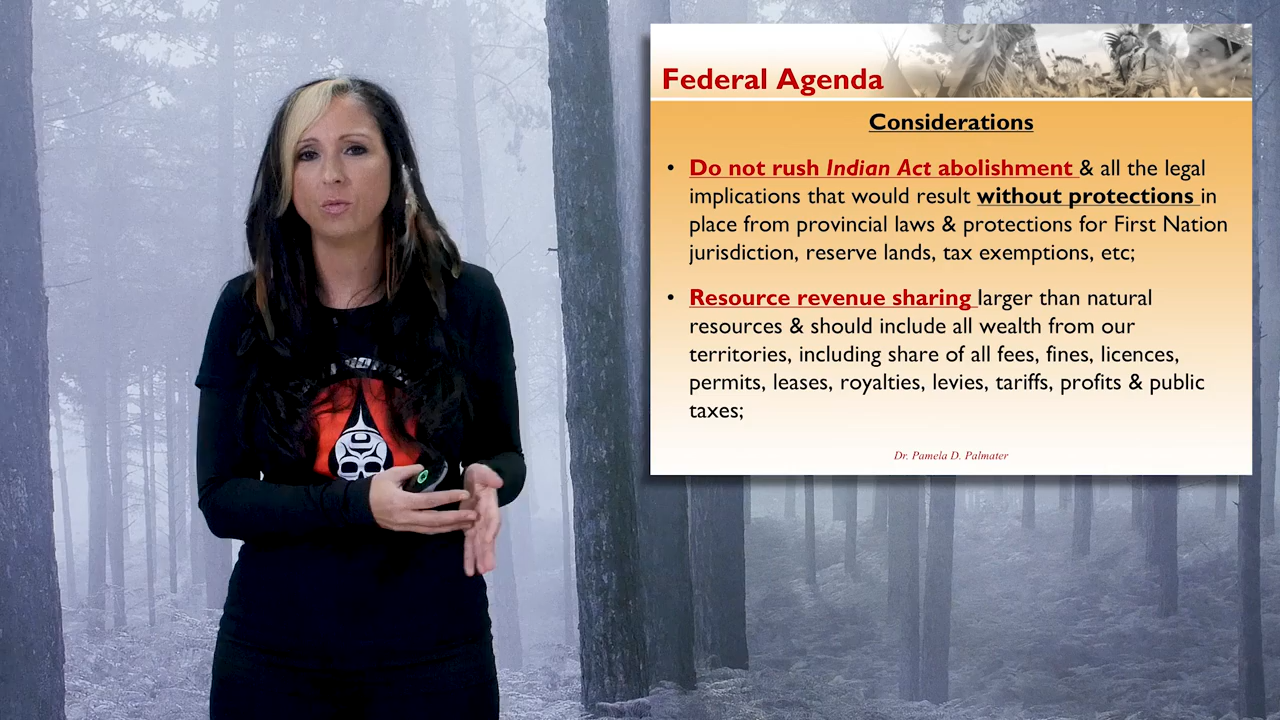 Federal Agenda
Considerations
• Do not rush Indian Act abolishment & all the legal
implications that would result without protections in
place from provincial laws & protections for First Nation
jurisdiction, reserve lands, tax exemptions, etc;
• Resource revenue sharing larger than natural
resources & should include all wealth from our
territories, including share of all fees, fines, licences,
permits, leases, royalties, levies, tariffs, profits & public
taxes;
Dr. Pamela D. Palmater